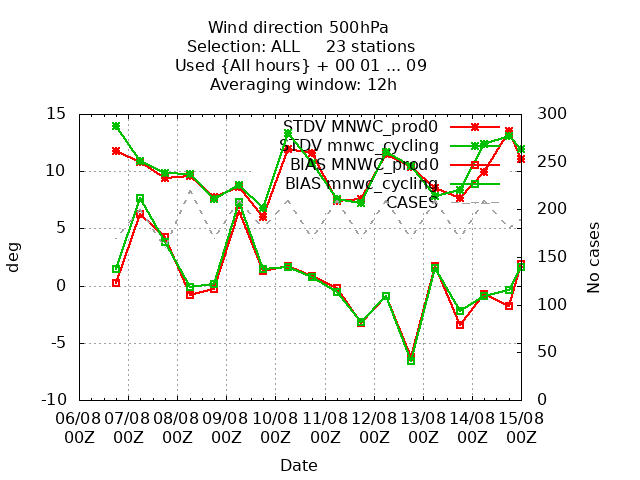 Wind direction 500hPa
Selection: ALL 23 stations
Used {All hours} + 00 01 ... 09
Averaging window: 12h
STDV MNWC_prod0
STDV mnwc_cycling
BIAS MNWC_prod0
BIAS mnwc_cycling
CASES
15
10
5
0
-5
-10
deg
300
250
200
150
100
50
0
No cases
06/08 07/08 08/08 09/08 10/08 11/08 12/08 13/08 14/08 15/08
00Z 00Z 00Z 00Z 00Z 00Z 00Z 00Z 00Z 00Z
Date